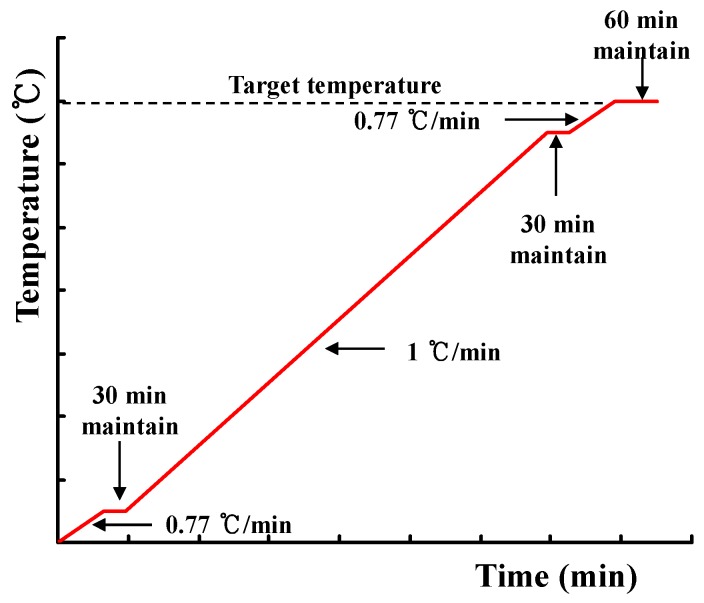 60 min
maintain
Target temperature
0.77 ℃/min
30 min
maintain
1 ℃/min
30 min
maintain
0.77 ℃/min
Temperature (℃)
Time (min)